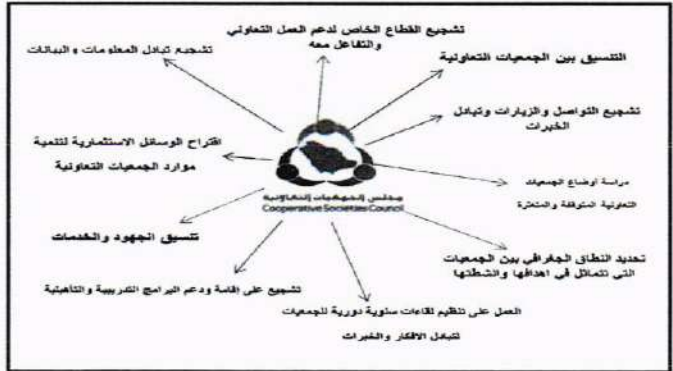 تشجيع القطاع الخاص لدعم العمل التعاوني
والتفاعل معه
تشجيع تبادل المعلومات والبيانات
التنسيق بين الجمعيات التعاونية
تشجيع التواصل والزيارات وتبادل
الخبرات
اقتراح الوسائل الاستثمارية لتنمية
موارد الجمعيات التعاونية
دراسة أوضاع الجمعيات
التعاونية المتوقفة والمتعثرة
مجلس الجمعيات التعاونية
Cooperative Societies Council
تنسيق الجهود والخدمات
تحديد النطاق الجغرافي بين الجمعيات
التي تتماثل في اهدافها وانشطتها
تشجيع على إقامة ودعم البرامج التدريبية والتأهيلية
العمل على تنظيم لقاءات سنوية دورية للجمعيات
لتبادل الافكار والخبرات